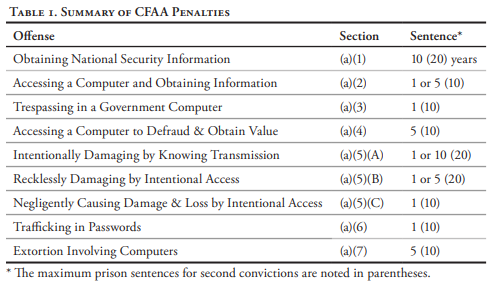 Table 1. Summary of CFAA Penalties
Offense Section Sentence*
Obtaining National Security Information (a)(1) 10 (20) years
Accessing a Computer and Obtaining Information (a)(2) 1 or 5 (10)
Trespassing in a Government Computer (a)(3) 1 (10)
Accessing a Computer to Defraud & Obtain Value (a)(4) 5 (10)
Intentionally Damaging by Knowing Transmission (a)(5)(A) 1 or 10 (20)
Recklessly Damaging by Intentional Access (a)(5)(B) 1 or 5 (20)
Negligently Causing Damage & Loss by Intentional Access (a)(5)(C) 1 (10)
Trafficking in Passwords (a)(6) 1 (10)
Extortion Involving Computers (a)(7) 5 (10)
* The maximum prison sentences for second convictions are noted in parentheses.